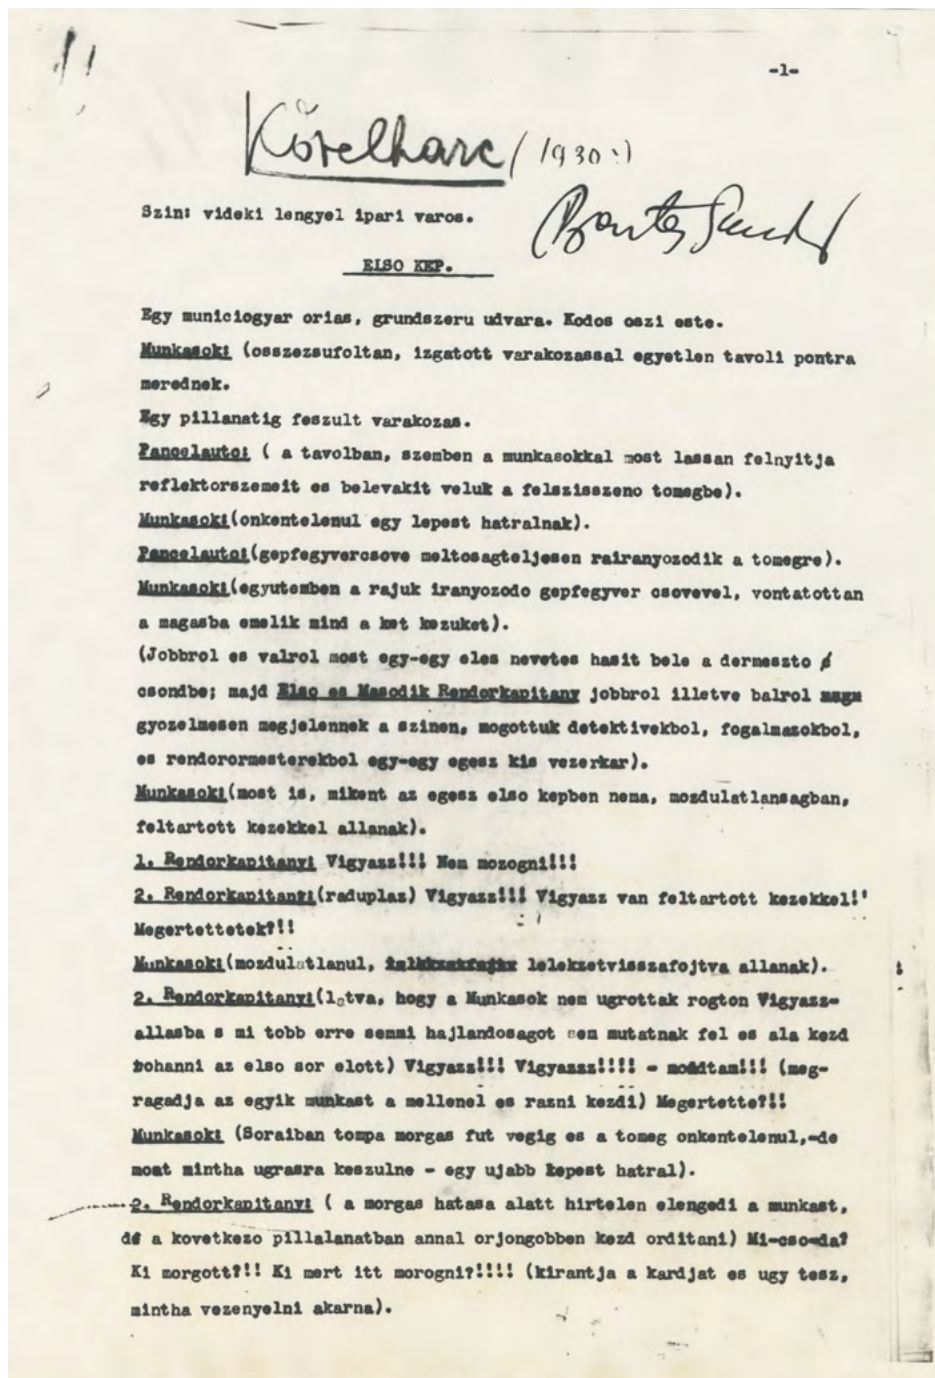 -1-
Közelharc (1930:)
Szin: videki lengyel ipari varos.
ELSO KEP.
Egy municiogyar orias, grundszeru udvara. Kodos oszi este.
Munkasok: (osszezsufoltan, izgatott varakozassal egyetlen tavoli pontra
merednek.
Egy pillanatig feszult varakozas.
Pancelauto: ( a tavolban, szemben a munkasokkal most lassan felnyitja
reflektorszemeit es belevakit veluk a felszisszeno tomegbe).
Munkasok:(onkentelenul egy lepest hatralnak).
Pancelauto:(gepfegyvercsove meltosagteljesen rairanyozodik a tomegre).
Munkasok:(egyutemben a rajuk iranyozodo gepfegyver csovevel, vontatottan
a magasba emelik mind a ket kezuket).
(Jobbrol es valrol most egy-egy eles nevetes hasit bele a dermeszto
csondbe; majd Elso es Masodik Rendorkapitany jobbrol illetve balrol
gyozelmesen megjelennek a szinen, mogottuk detektivekbol, fogalmazokbol,
es rendorormesterekbol egy-egy egesz kis vezerkar).
Munkasok:(most is, mikent az egesz elso kepben nema, mozdulatlansagban,
feltartott kezekkel allanak).
1. Rendorkapitany: Vigyazz!!! Nem mozogni!!!
2. Rendorkapitany:(raduplaz) Vigyazz!!! Vigyazz van feltartott kezekkel!'
Megertettetek?!!
Munkasok:(mozdulatlanul, lelekzetvisszafojtva allanak).
2. Rendorkapitany:(latva, hogy a Munkasok nem ugrottak rogton Vigyazz-
allasba s mi tobb erre semmi hajlandosagot sem mutatnak fel es ala kezd
rohanni az elso sor elott) Vigyazz!!! Vigyazzz!!!! - mondtam!!! (meg-
ragadja az egyik munkast a mellenel es razni kezdi) Megertette?!!
Munkasok: (Soraiban tompa morgas fut vegig es a tomeg onkentelenul,-de
most mintha ugrasra keszulne - egy ujabb lepest hatral).
2. Rendorkapitany: ( a morgas hatasa alatt hirtelen elengedi a munkast,
de a kovetkezo pillalanatban annal orjongobben kezd orditani) Mi-cso-da?
Ki morgott?!! Ki mert itt morogni?!!!! (kirantja a kardjat es ugy tesz,
mintha vezenyelni akarna).